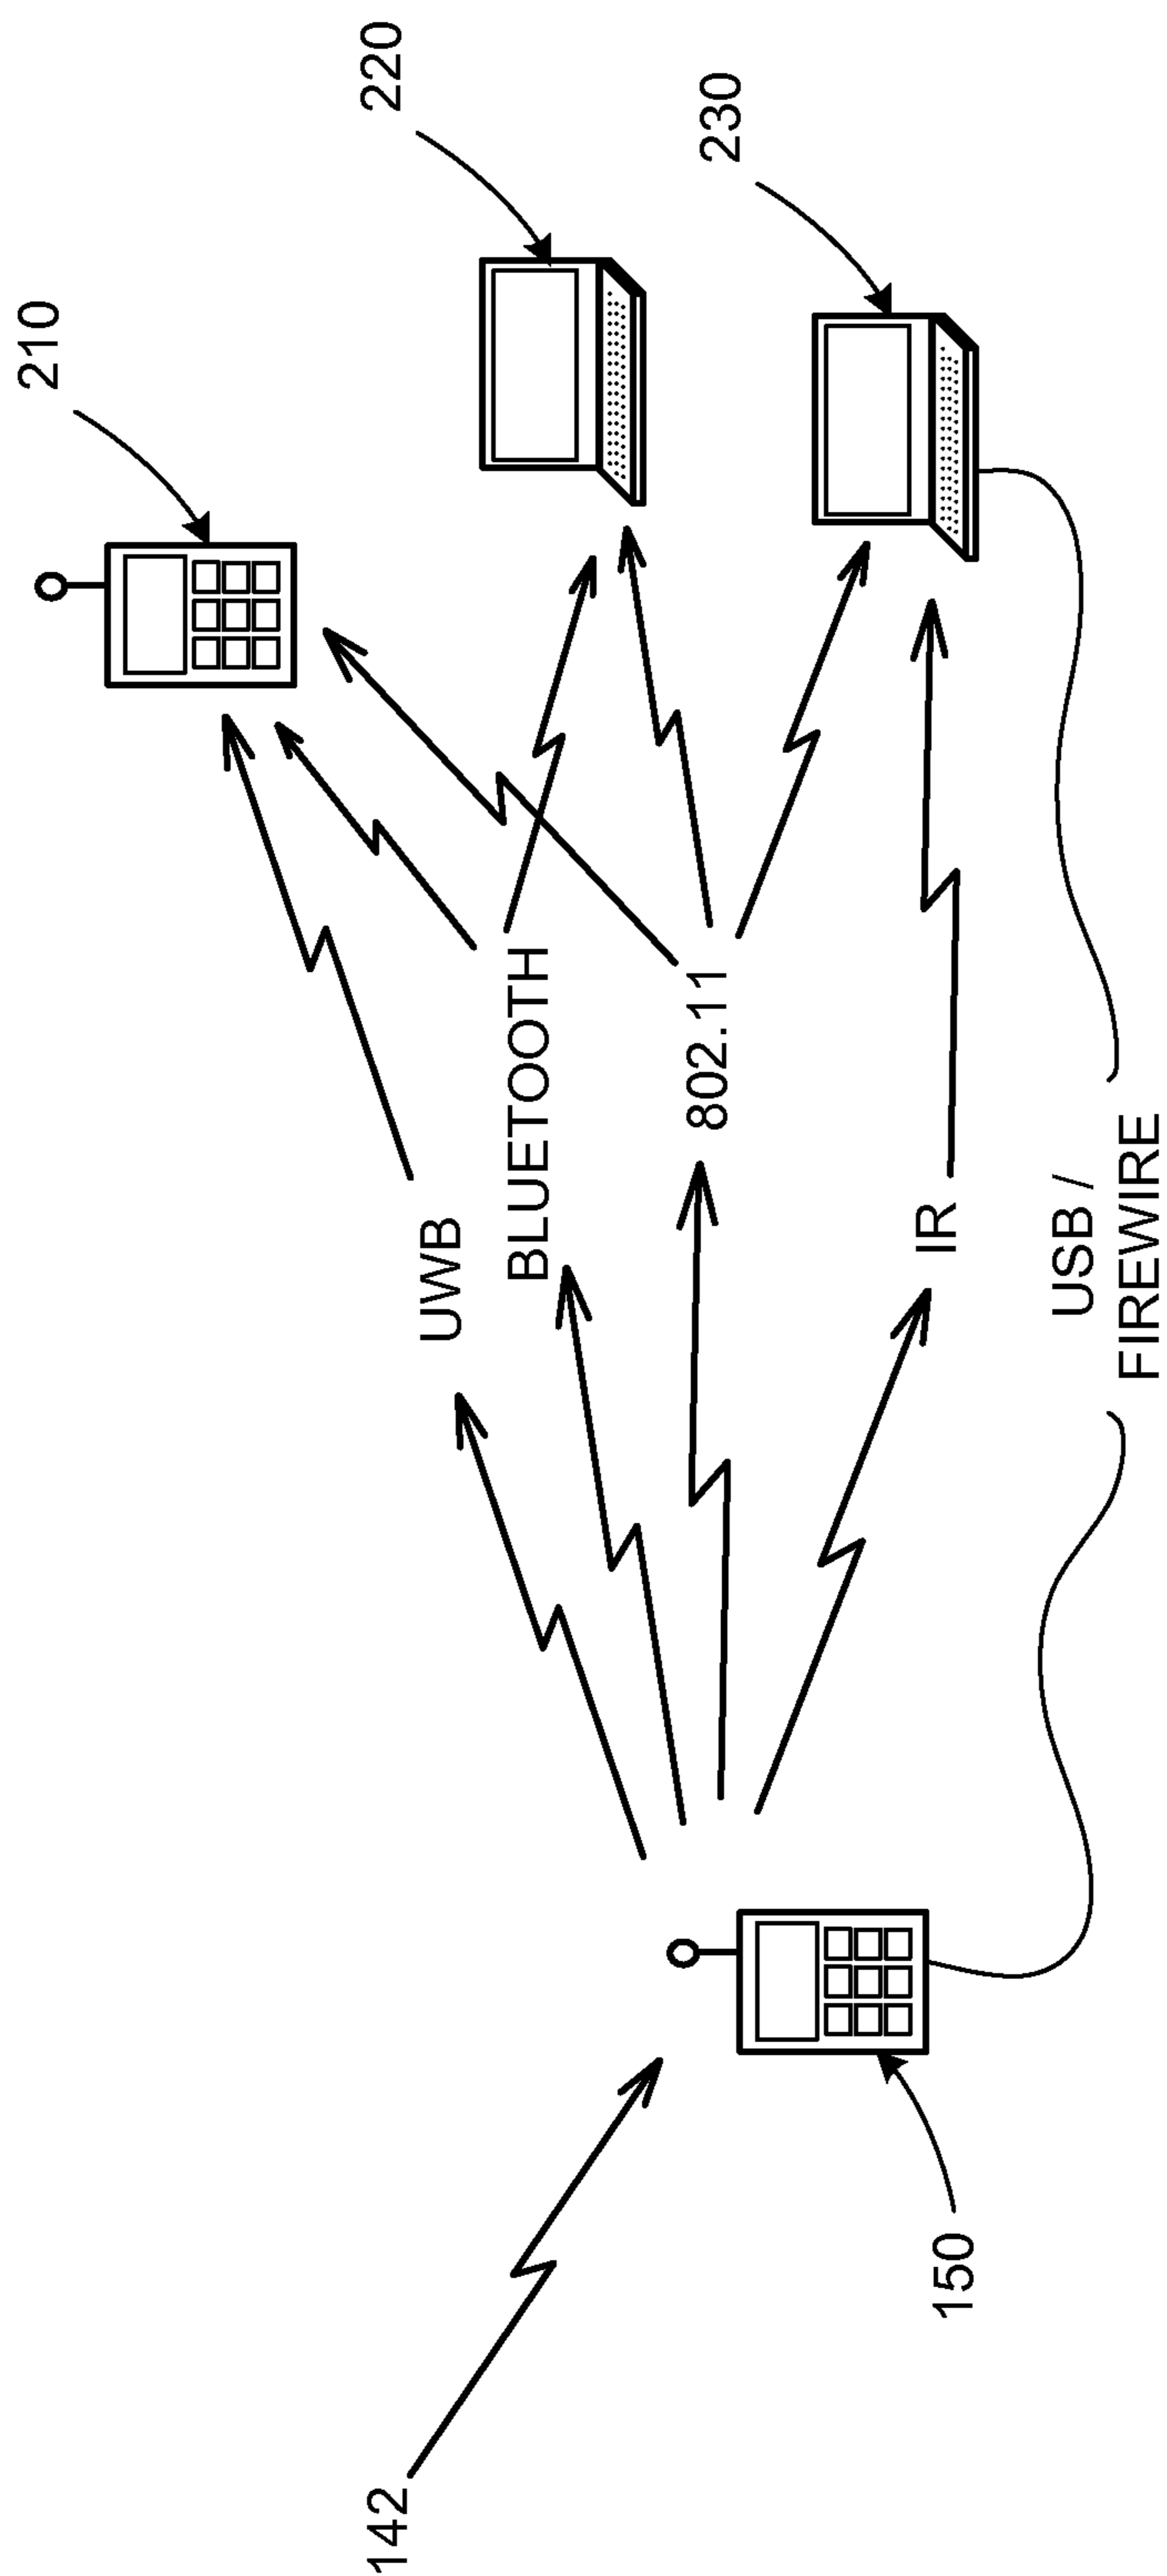 210
220
230
UWB
BLUETOOTH
802.11
IR
USB /
FIREWIRE
142
150